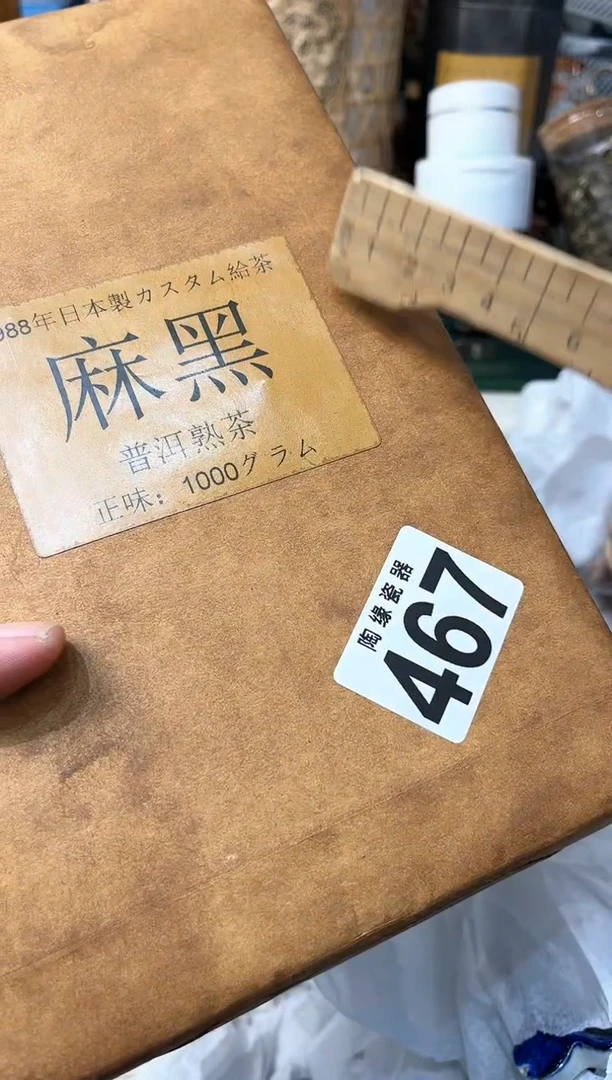 988年日本製カスタム給茶
麻黑
普洱熟茶
正味：1000グラム
陶缘瓷器
467
6